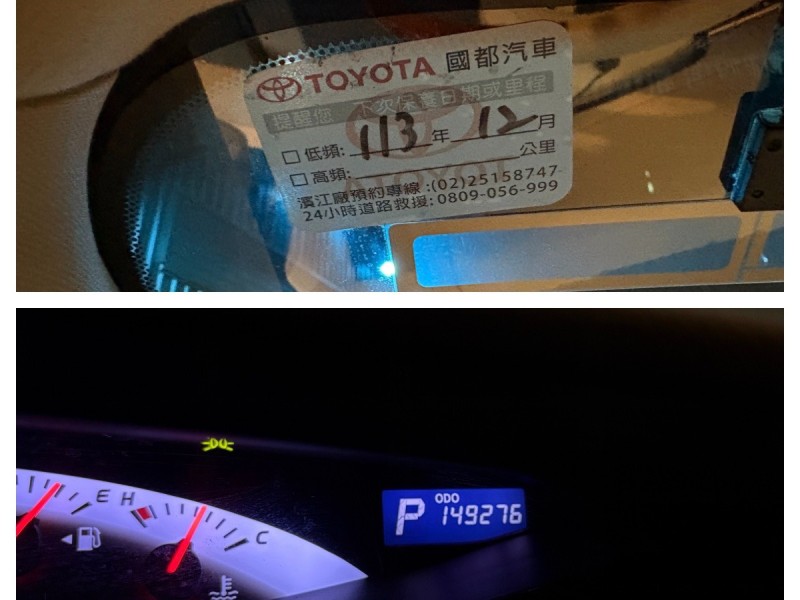 TOYOTA 國都汽車
提醒您 下次保養日期或里程
□低頻: 113 年 12 月
□高頻: 公里
濱江廠預約專線:(02)25158747
24小時道路救援:0809-056-999
E H C
P ODO 149276